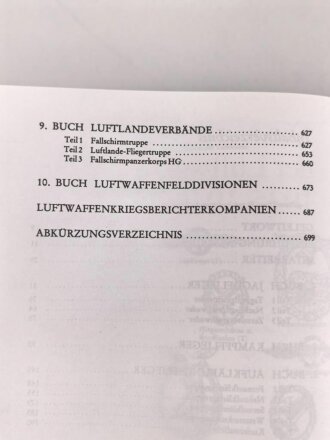 9. BUCH LUFTLANDEVERBÄNDE 627
Teil 1 Fallschirmtruppe 627
Teil 2 Luftlande-Fliegertruppe 653
Teil 3 Fallschirmpanzerkorps HG 660
10. BUCH LUFTWAFFENFELDDIVISIONEN 673
LUFTWAFFENKRIEGSBERICHTERKOMPANIEN 687
ABKÜRZUNGSVERZEICHNIS 699